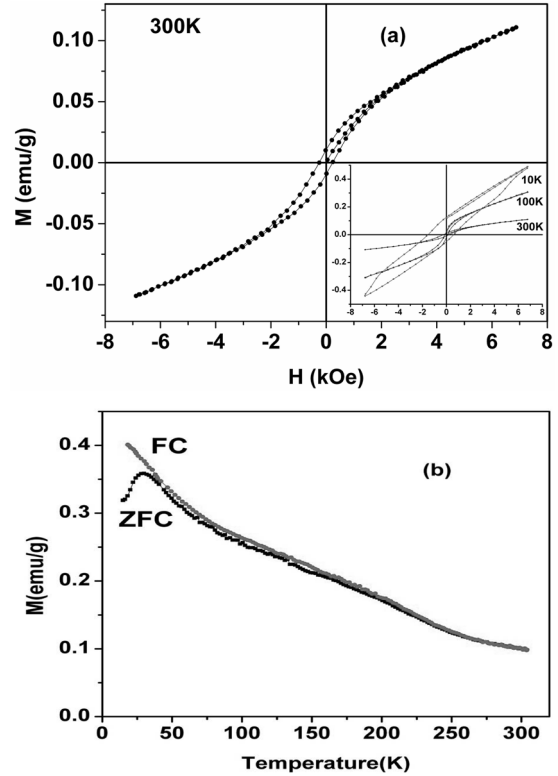 300K
(a)
0.10
0.05
0.00
-0.05
-0.10
M (emu/g)
-8 -6 -4 -2 0 2 4 6 8
H (kOe)
0.4
0.2
0.0
-0.2
-0.4
10K
100K
300K
-8 -6 -4 -2 0 2 4 6 8
(b)
FC
ZFC
0.4
0.3
0.2
0.1
0.0
M(emu/g)
0 50 100 150 200 250 300
Temperature(K)